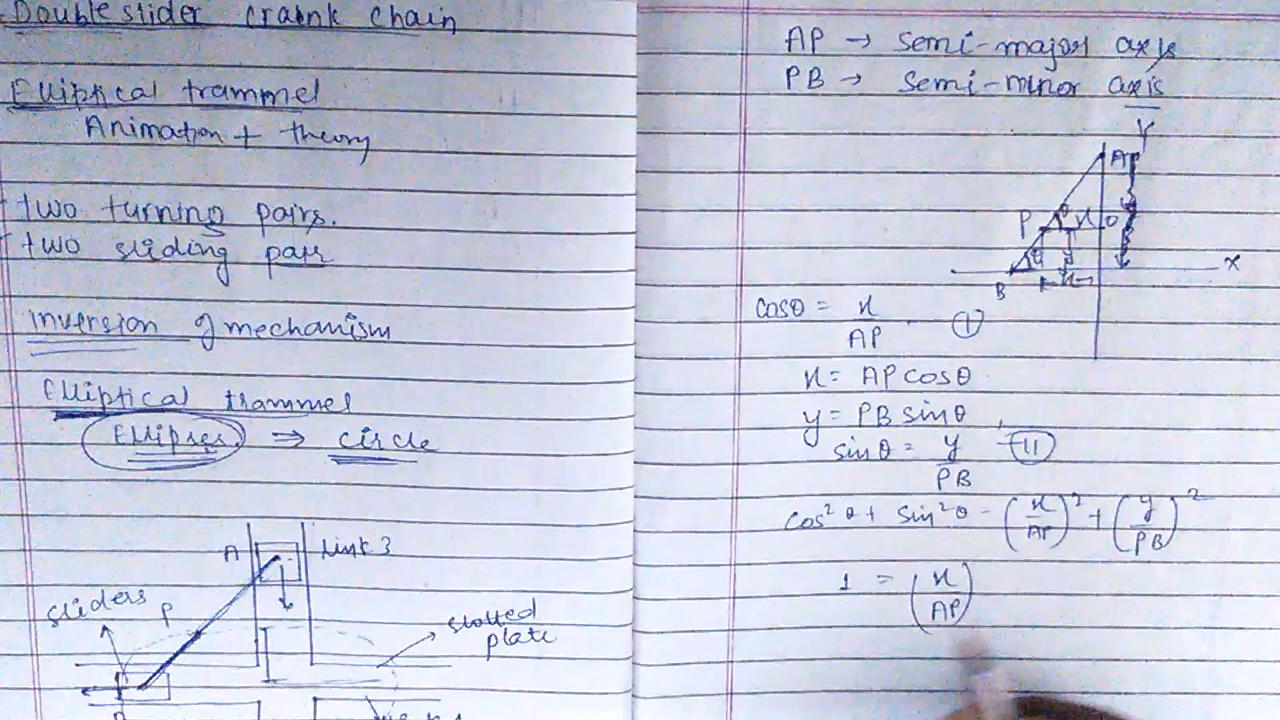 Double slider crank chain
Elliptical trammel
Animation + theory
two turning pairs.
two sliding pair
inversion of mechanism
Elliptical trammel
Ellipses ⇒ circle
A
Link 3
sliders
P
slotted
plate
AP → semi-major axis
PB → semi-minor axis
Y
A
P
θ
x
θ
y
x
B
x
cosθ = x/AP - (I)
x = AP cosθ
y = PB sinθ,
sinθ = y/PB - (II)
cos²θ + sin²θ = (x/AP)² + (y/PB)²
1 = (x/AP)